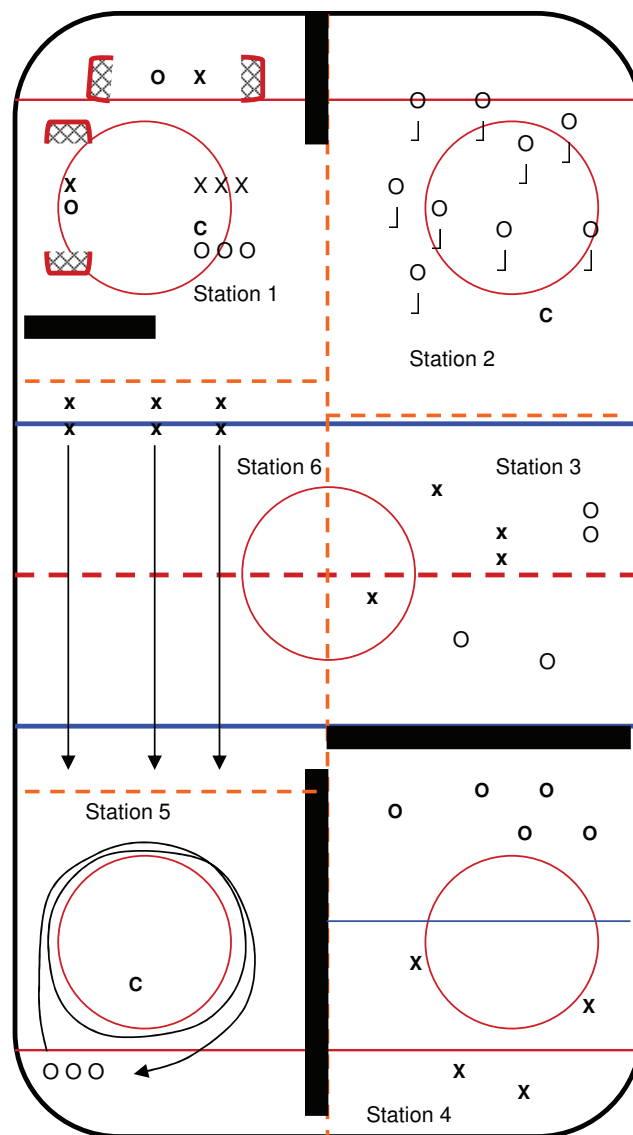 O X
O O
O
O
X X X X O
O O
C O O
O O O
O
Station 1
C
Station 2
x x x
x x x
Station 6 Station 3
x
O
x O
x
x
O
O
O O
Station 5 O
O O
X
C
X
O O O X
X
Station 4